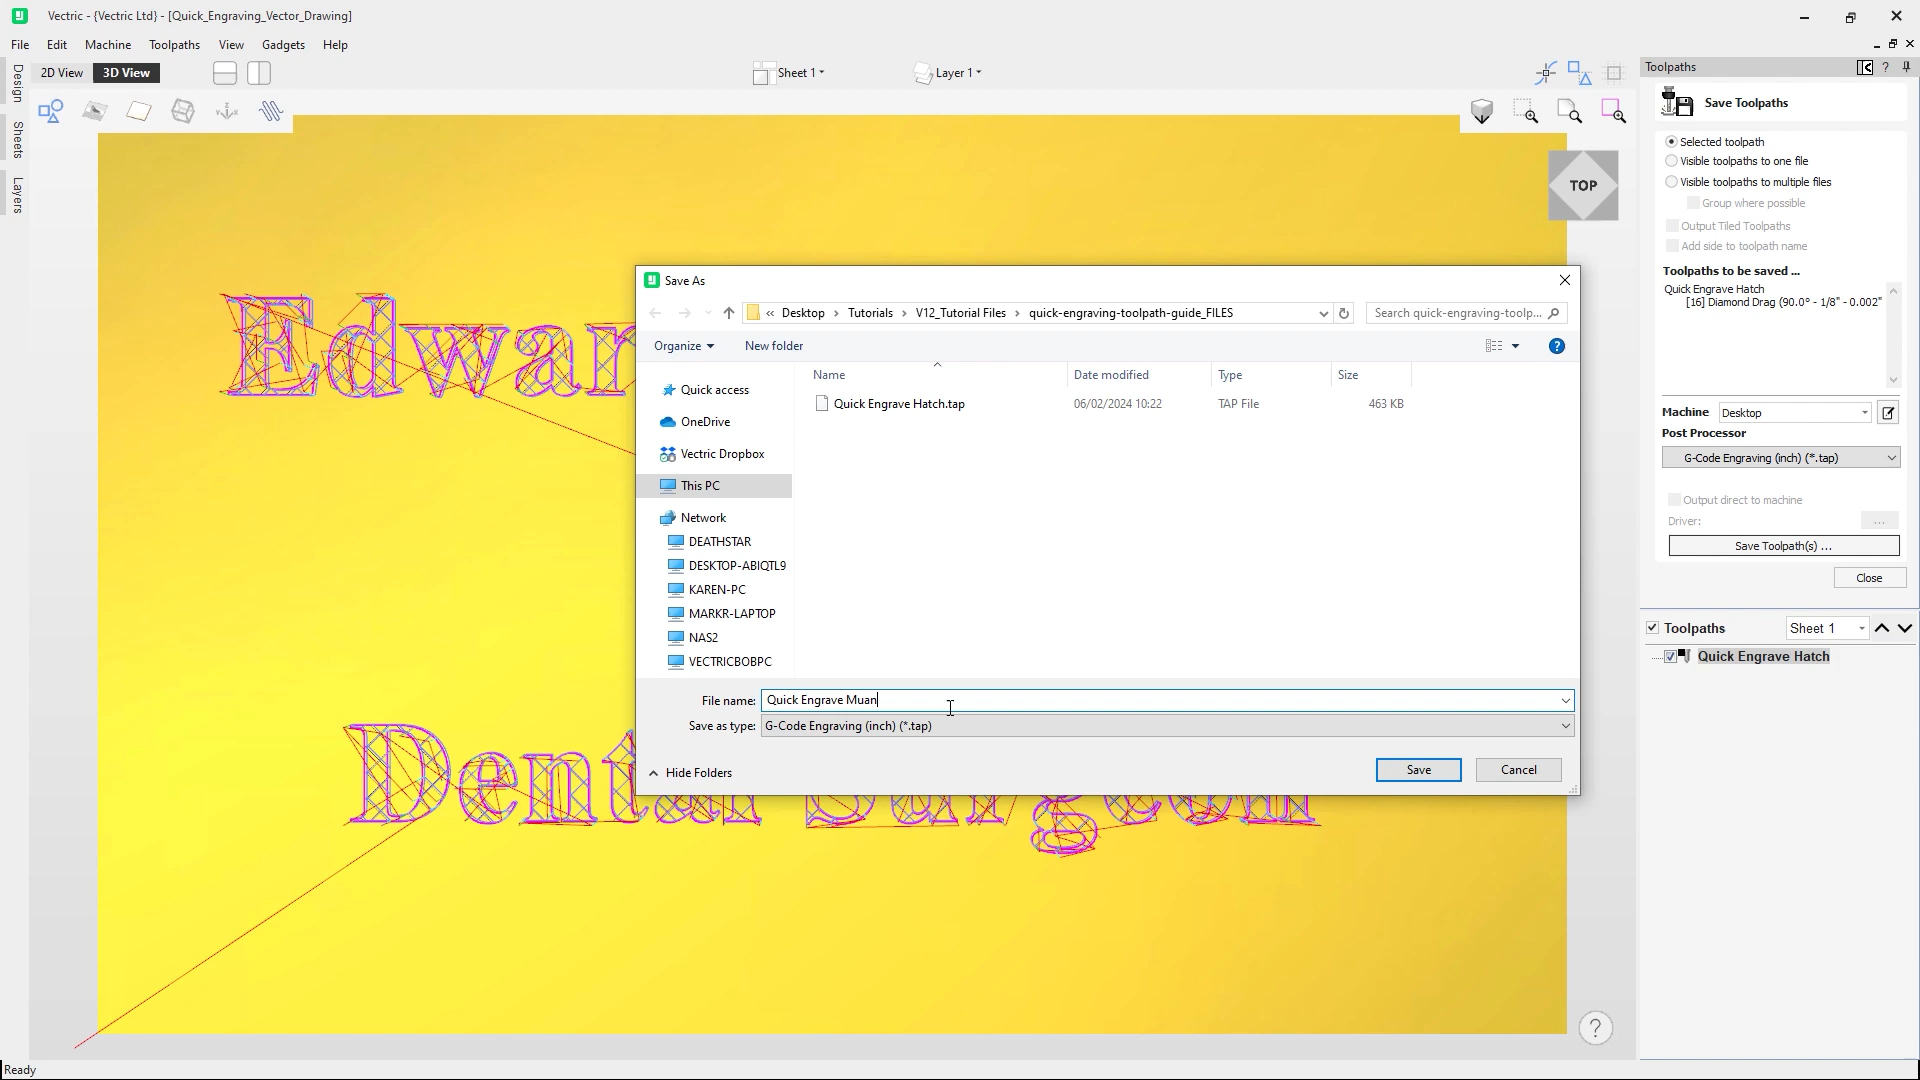 Vectric - {Vectric Ltd} - [Quick_Engraving_Vector_Drawing]
File Edit Machine Toolpaths View Gadgets Help
2D View 3D View Sheet 1 Layer 1
Design
Sheets
Layers
TOP
Edwar
Dental Surgeon
Save As
« Desktop › Tutorials › V12_Tutorial Files › quick-engraving-toolpath-guide_FILES
Search quick-engraving-toolp...
Organize New folder
Name Date modified Type Size
Quick Engrave Hatch.tap 06/02/2024 10:22 TAP File 463 KB
Quick access
OneDrive
Vectric Dropbox
This PC
Network
DEATHSTAR
DESKTOP-ABIQTL9
KAREN-PC
MARKR-LAPTOP
NAS2
VECTRICBOBPC
File name: Quick Engrave Muan
Save as type: G-Code Engraving (inch) (*.tap)
Hide Folders
Save Cancel
Toolpaths
Save Toolpaths
Selected toolpath
Visible toolpaths to one file
Visible toolpaths to multiple files
Group where possible
Output Tiled Toolpaths
Add side to toolpath name
Toolpaths to be saved ...
Quick Engrave Hatch
[16] Diamond Drag (90.0° - 1/8" - 0.002"
Machine Desktop
Post Processor
G-Code Engraving (inch) (*.tap)
Output direct to machine
Driver: ...
Save Toolpath(s) ...
Close
Toolpaths Sheet 1
Quick Engrave Hatch
Ready